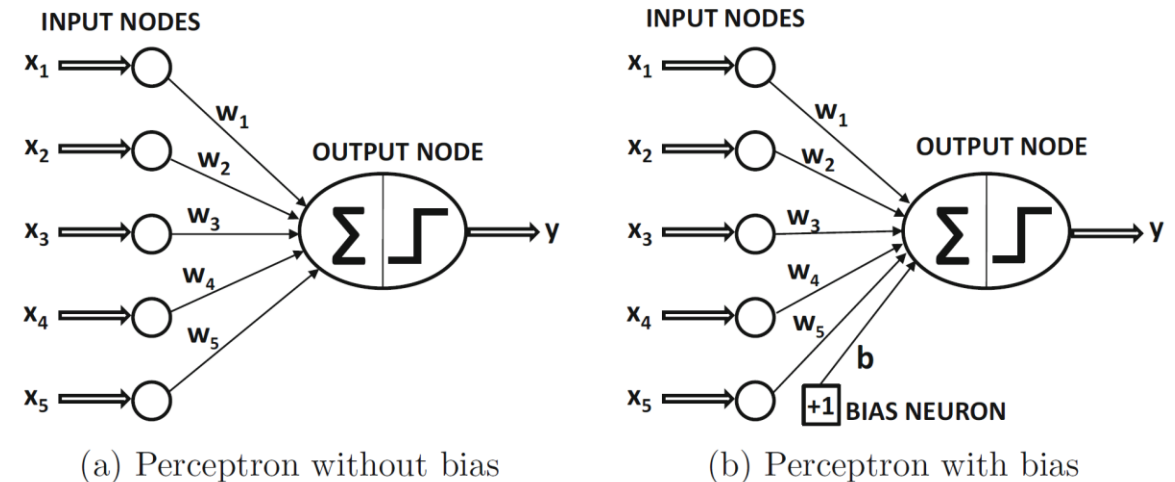 INPUT NODES
x1
w1
x2
w2
OUTPUT NODE
x3
w3
Σ
y
w4
x4
w5
x5
(a) Perceptron without bias
INPUT NODES
x1
w1
x2
w2
OUTPUT NODE
x3
w3
Σ
y
w4
x4
w5
b
x5
+1 BIAS NEURON
(b) Perceptron with bias